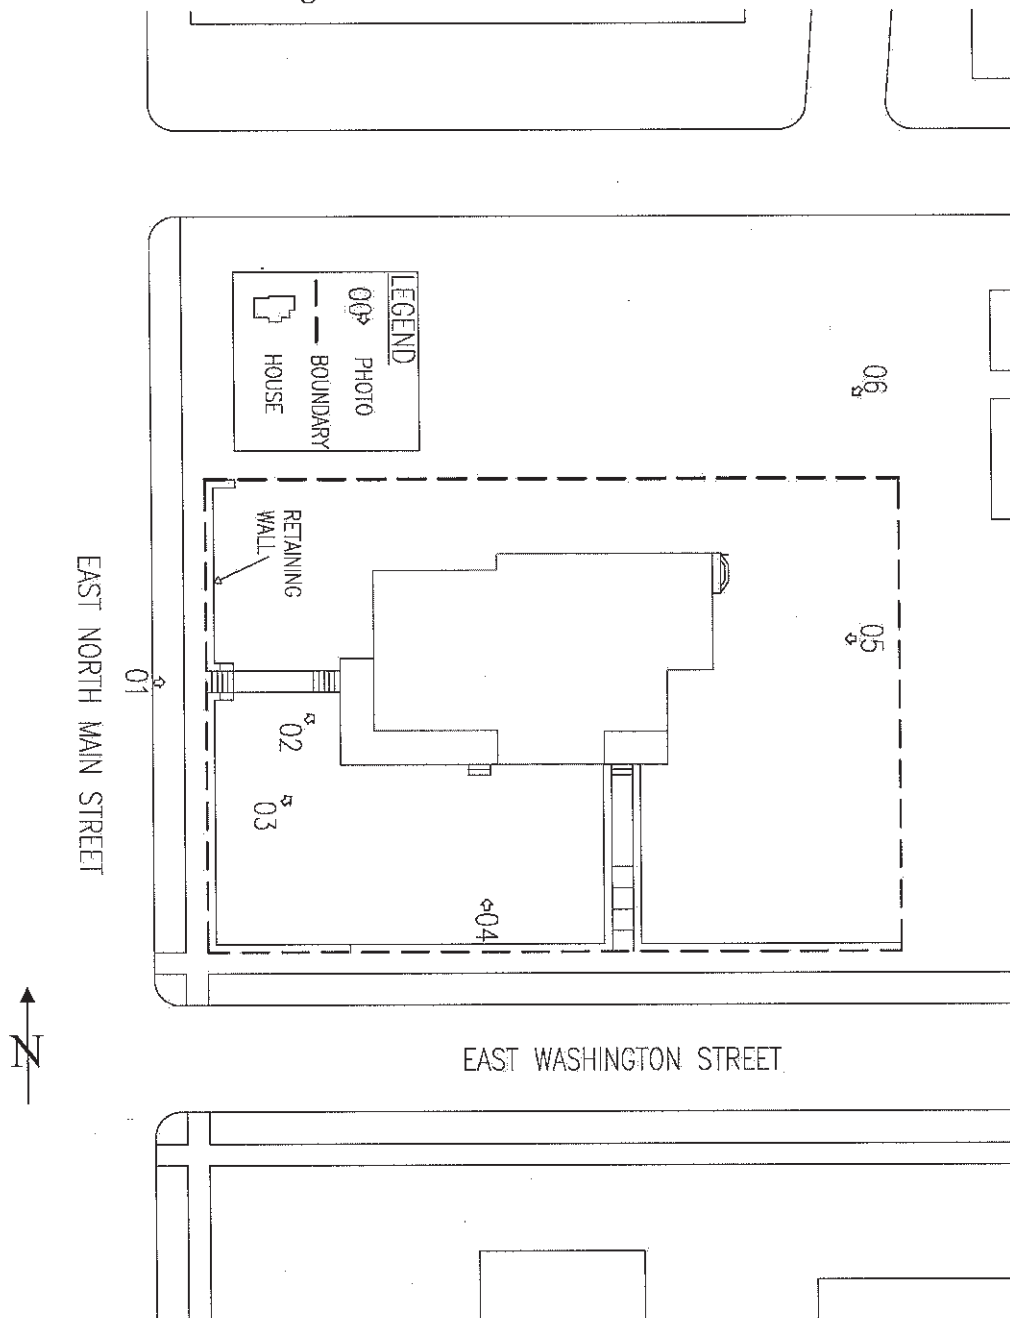 LEGEND
00 PHOTO
BOUNDARY
HOUSE
06
RETAINING
WALL
05
EAST NORTH MAIN STREET
01
02
03
04
N
EAST WASHINGTON STREET